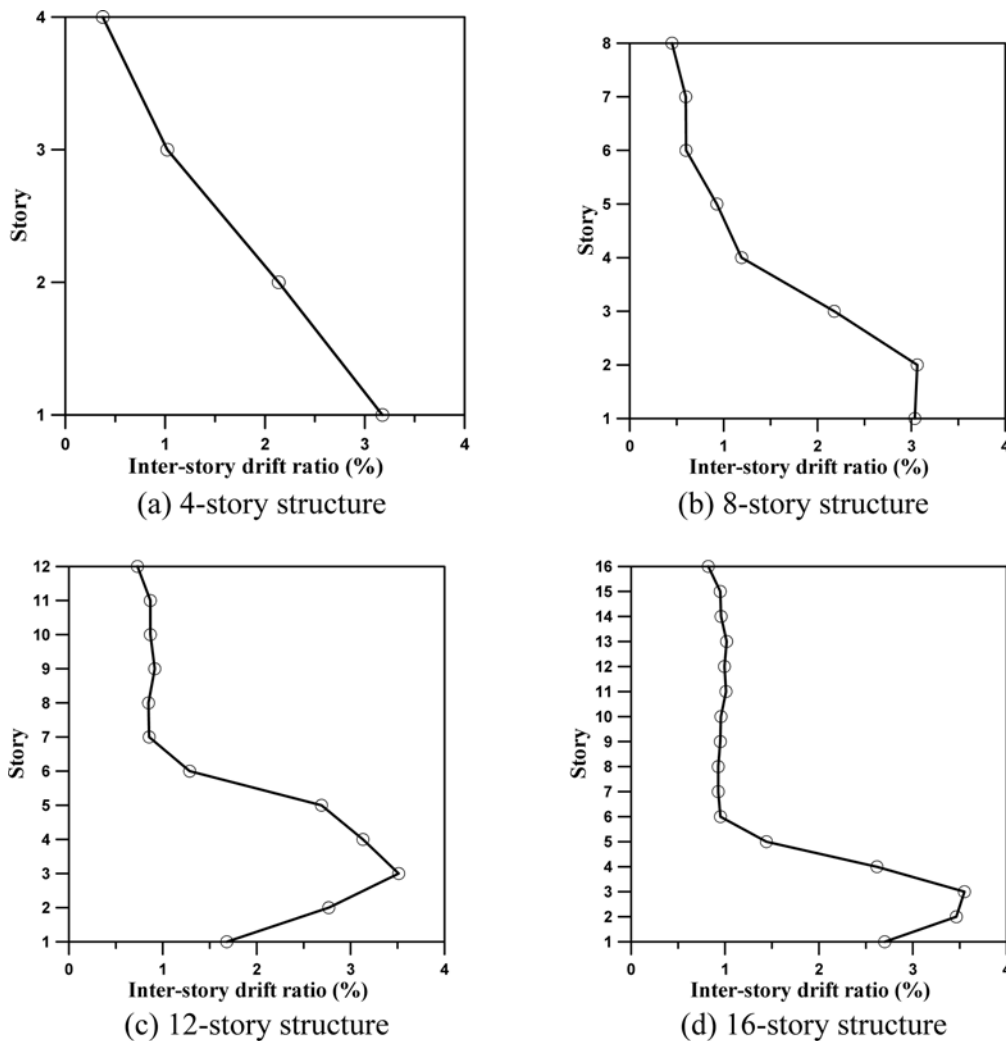 4
3
2
1
Story
0 1 2 3 4
Inter-story drift ratio (%)
(a) 4-story structure
8
7
6
5
4
3
2
1
Story
0 1 2 3 4
Inter-story drift ratio (%)
(b) 8-story structure
12
11
10
9
8
7
6
5
4
3
2
1
Story
0 1 2 3 4
Inter-story drift ratio (%)
(c) 12-story structure
16
15
14
13
12
11
10
9
8
7
6
5
4
3
2
1
Story
0 1 2 3 4
Inter-story drift ratio (%)
(d) 16-story structure